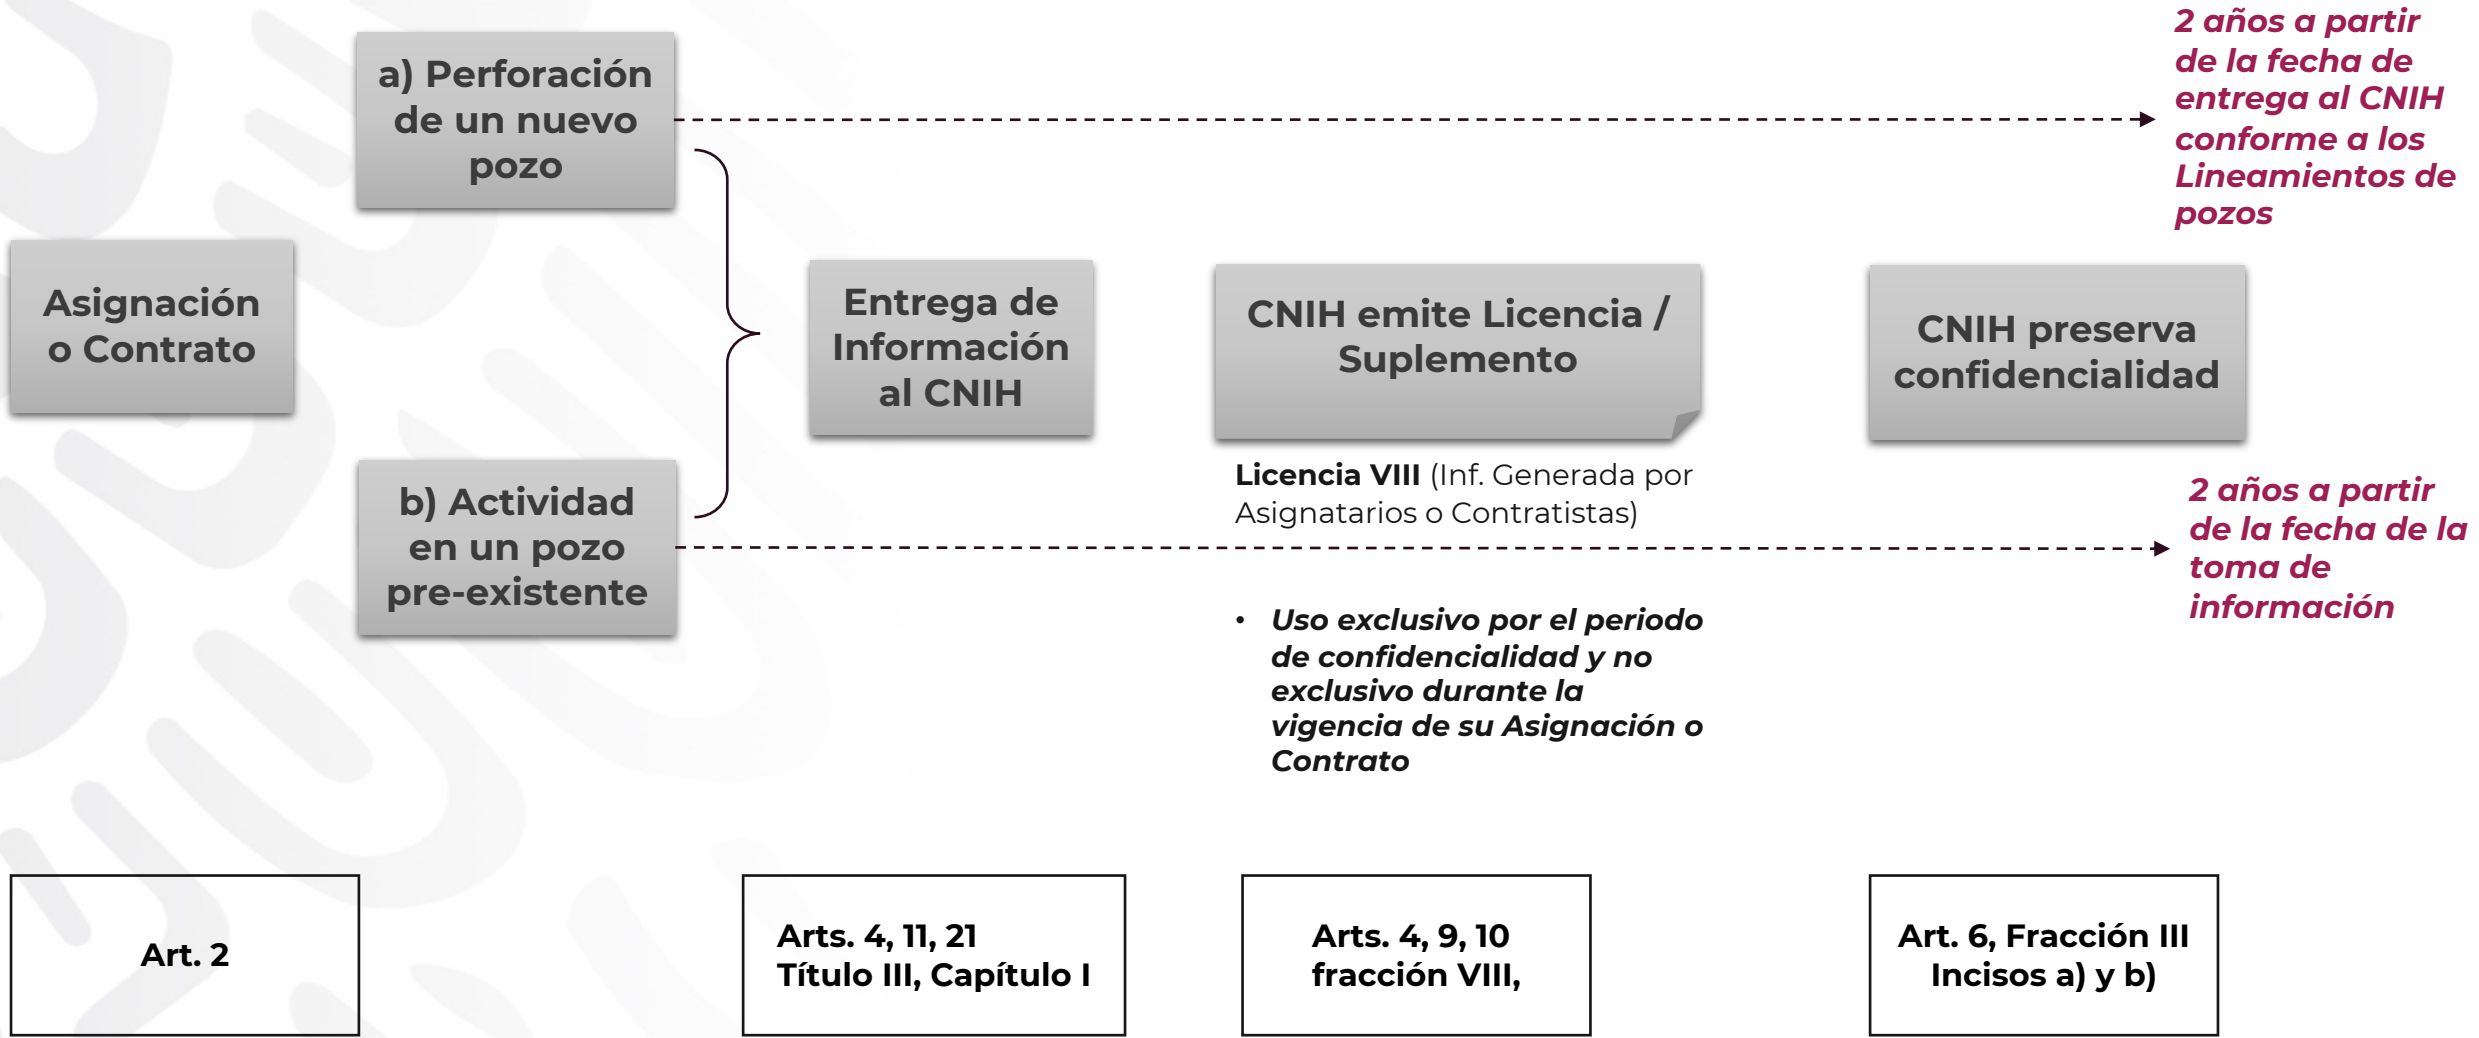 a) Perforación
de un nuevo
pozo
2 años a partir
de la fecha de
entrega al CNIH
conforme a los
Lineamientos de
pozos
Asignación
o Contrato
Entrega de
Información
al CNIH
CNIH emite Licencia /
Suplemento
CNIH preserva
confidencialidad
b) Actividad
en un pozo
pre-existente
Licencia VIII (Inf. Generada por
Asignatarios o Contratistas)
2 años a partir
de la fecha de la
toma de
información
• Uso exclusivo por el periodo
de confidencialidad y no
exclusivo durante la
vigencia de su Asignación o
Contrato
Art. 2
Arts. 4, 11, 21
Título III, Capítulo I
Arts. 4, 9, 10
fracción VIII,
Art. 6, Fracción III
Incisos a) y b)